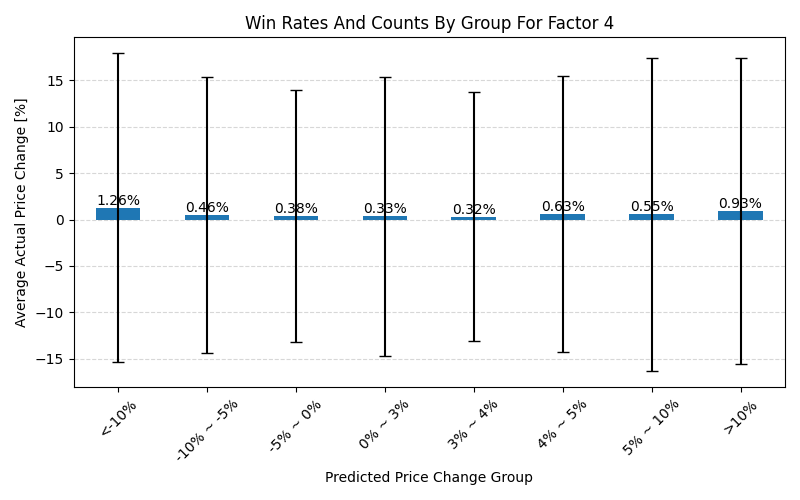 Win Rates And Counts By Group For Factor 4
Average Actual Price Change [%]
15
10
5
0
−5
−10
−15
1.26%
0.46%
0.38%
0.33%
0.32%
0.63%
0.55%
0.93%
<-10%
-10% ~ -5%
-5% ~ 0%
0% ~ 3%
3% ~ 4%
4% ~ 5%
5% ~ 10%
>10%
Predicted Price Change Group